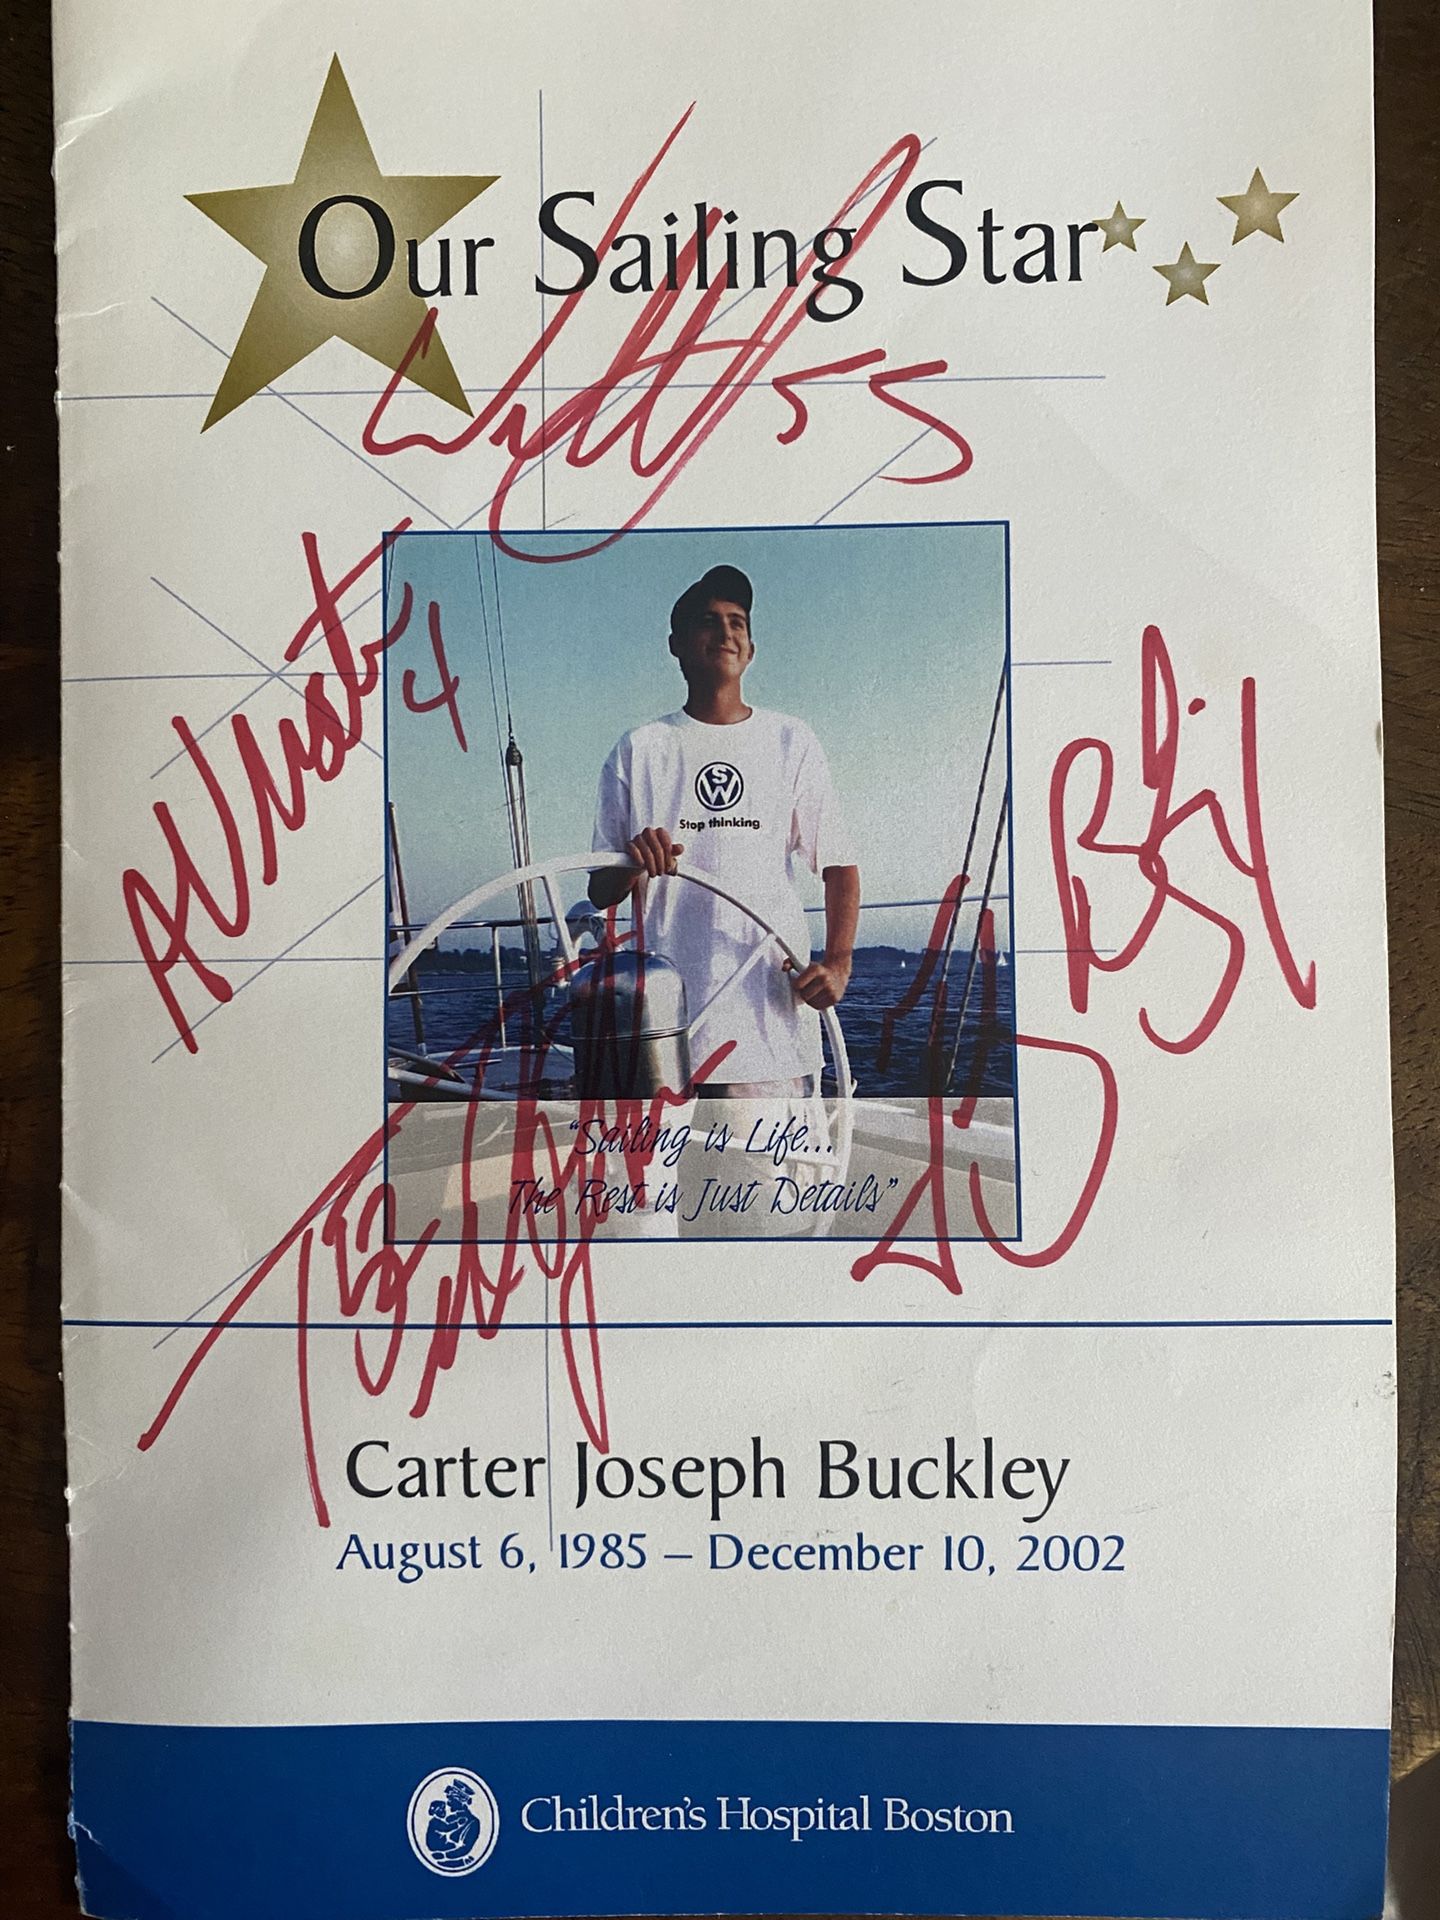 Our Sailing Star
55
Austin
4
SW
Stop thinking.
"Sailing is Life...
The Rest is Just Details"
Carter Joseph Buckley
August 6, 1985 – December 10, 2002
Children's Hospital Boston